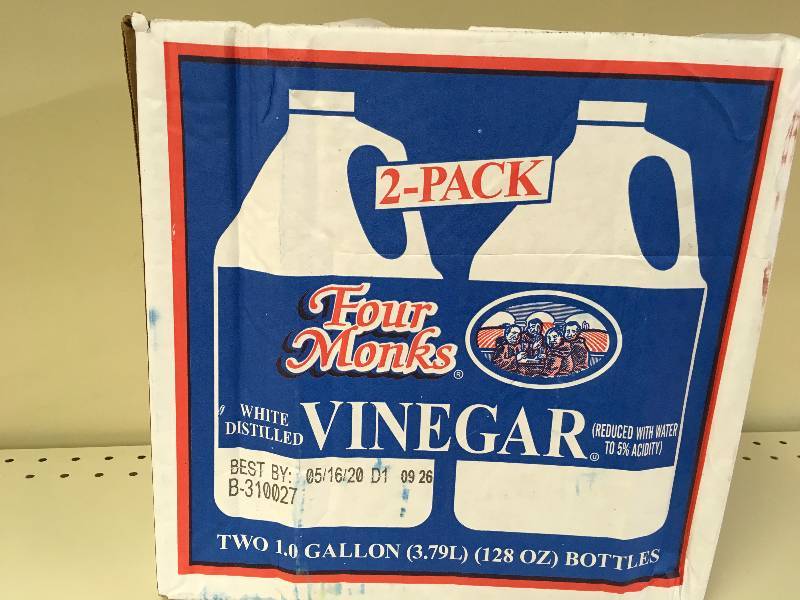 2-PACK
Four
Monks®
WHITE
DISTILLED
VINEGAR®
(REDUCED WITH WATER
TO 5% ACIDITY)
BEST BY: 05/16/20 D1 09 26
B-310027
TWO 1.0 GALLON (3.79L) (128 OZ) BOTTLES